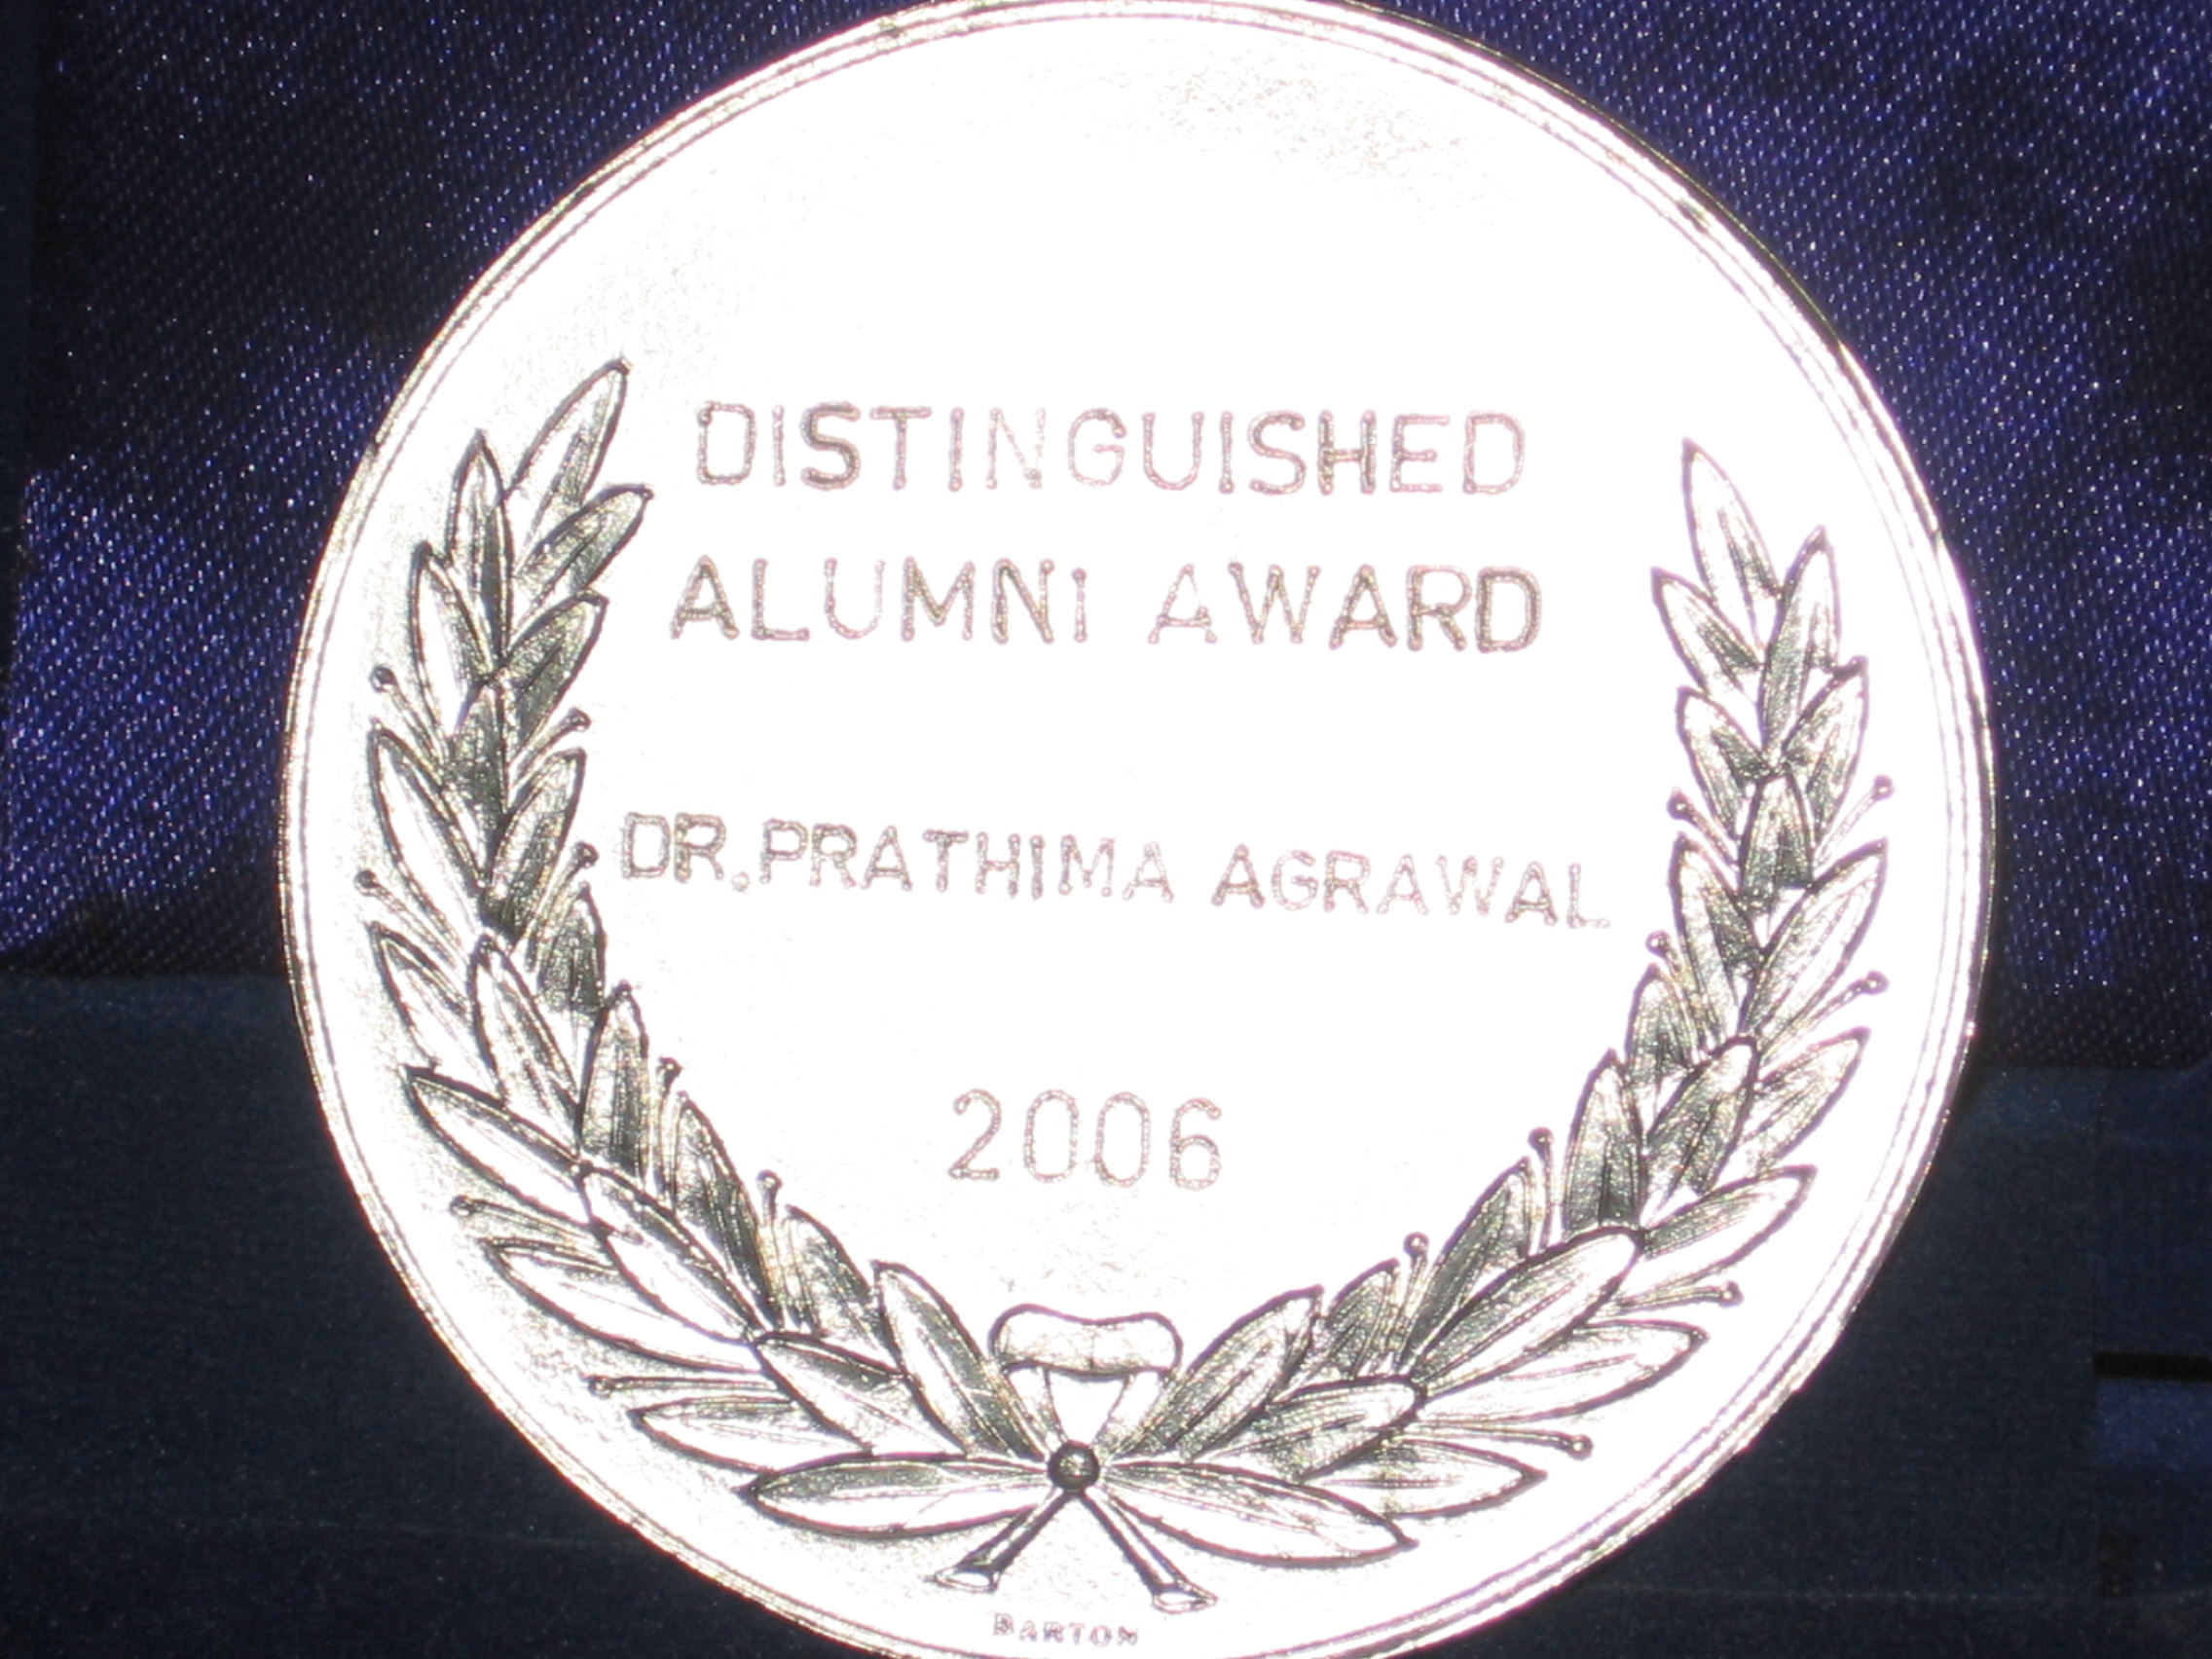 DISTINGUISHED
ALUMNI AWARD
DR.PRATHIMA AGRAWAL
2006
BARTON